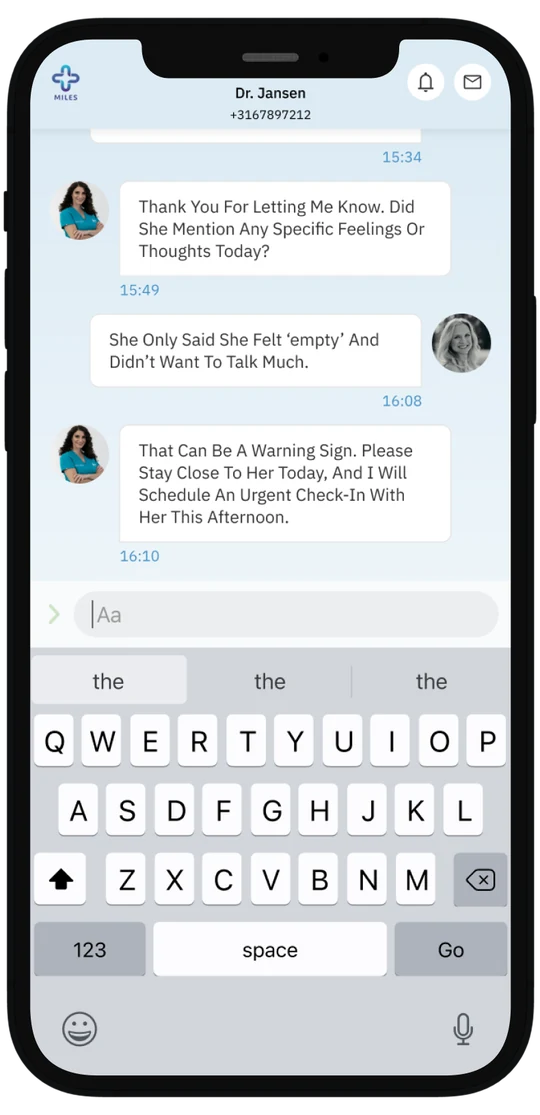 MILES
Dr. Jansen
+3167897212
15:34
Thank You For Letting Me Know. Did
She Mention Any Specific Feelings Or
Thoughts Today?
15:49
She Only Said She Felt ‘empty’ And
Didn’t Want To Talk Much.
16:08
That Can Be A Warning Sign. Please
Stay Close To Her Today, And I Will
Schedule An Urgent Check-In With
Her This Afternoon.
16:10
Aa
the the the
Q W E R T Y U I O P
A S D F G H J K L
Z X C V B N M
123 space Go